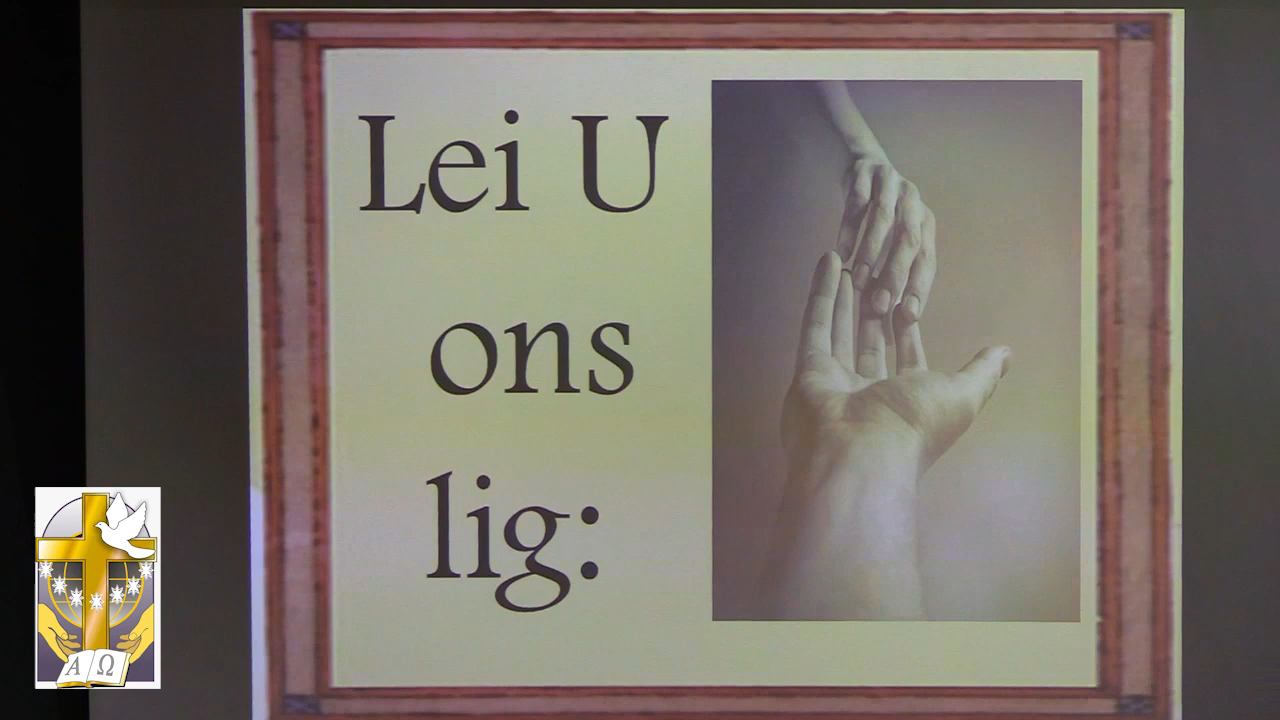 Lei U
ons
lig:
Α Ω